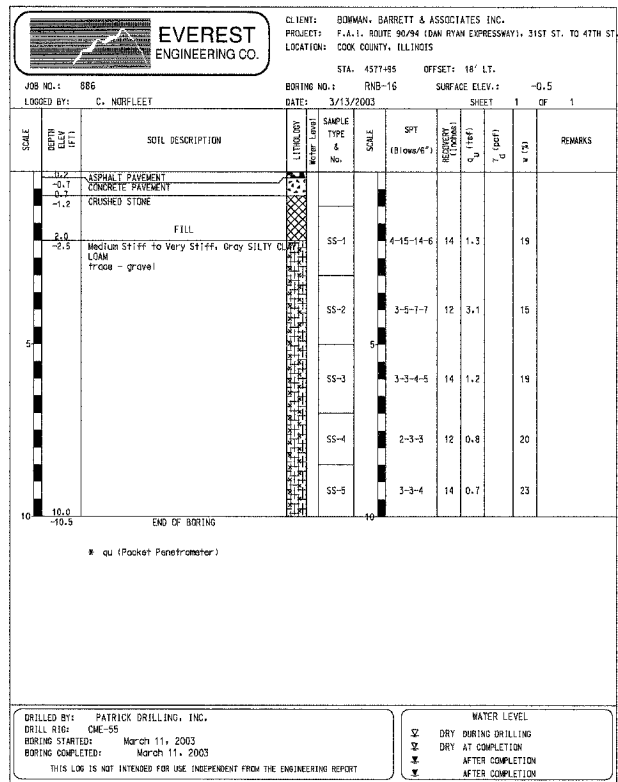 EVEREST
ENGINEERING CO.
CLIENT: BOWMAN, BARRETT & ASSOCIATES INC.
PROJECT: F.A.I. ROUTE 90/94 (DAN RYAN EXPRESSWAY), 31ST ST. TO 47TH ST
LOCATION: COOK COUNTY, ILLINOIS
STA. 4577+95 OFFSET: 18' LT.
JOB NO.: 886
BORING NO.: RNB-16 SURFACE ELEV.: -0.5
LOGGED BY: C. NORFLEET
DATE: 3/13/2003 SHEET 1 OF 1
SCALE
DEPTH ELEV (FT)
SOIL DESCRIPTION
LITHOLOGY
Water Level
SAMPLE TYPE & No.
SCALE
SPT (Blows/6")
RECOVERY (Inches)
qu (tsf)
γd (pcf)
w (%)
REMARKS
0.2 ASPHALT PAVEMENT
-0.7 CONCRETE PAVEMENT
0.7
-1.2 CRUSHED STONE
FILL
2.0
-2.5 Medium Stiff to Very Stiff, Gray SILTY CLAY
LOAM
trace - gravel
SS-1 4-15-14-6 14 1.3 19
SS-2 3-5-7-7 12 3.1 15
5 5
SS-3 3-3-4-5 14 1.2 19
SS-4 2-3-3 12 0.8 20
SS-5 3-3-4 14 0.7 23
10 10.0 10
-10.5 END OF BORING
* qu (Pocket Penetrometer)
DRILLED BY: PATRICK DRILLING, INC.
DRILL RIG: CME-55
BORING STARTED: March 11, 2003
BORING COMPLETED: March 11, 2003
THIS LOG IS NOT INTENDED FOR USE INDEPENDENT FROM THE ENGINEERING REPORT
WATER LEVEL
DRY DURING DRILLING
DRY AT COMPLETION
AFTER COMPLETION
AFTER COMPLETION